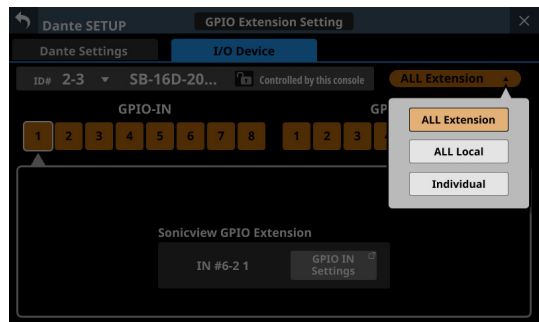 Dante SETUP
GPIO Extension Setting
Dante Settings
I/O Device
ID# 2-3
SB-16D-20...
Controlled by this console
ALL Extension
GPIO-IN
GP
1 2 3 4 5 6 7 8
1 2 3
ALL Extension
ALL Local
Individual
Sonicview GPIO Extension
IN #6-2 1
GPIO IN
Settings